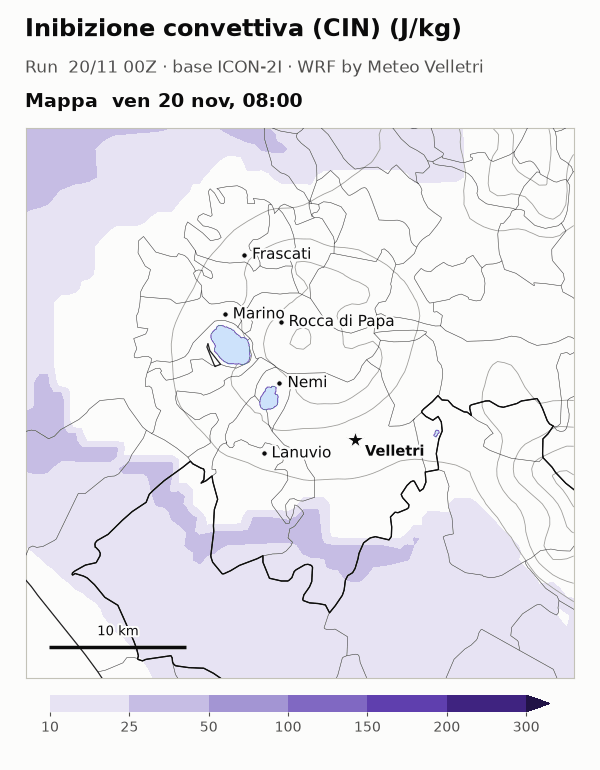 Inibizione convettiva (CIN) (J/kg)
Run  20/11 00Z · base ICON-2I · WRF by Meteo Velletri
Mappa  ven 20 nov, 08:00
Frascati
Marino
Rocca di Papa
Nemi
Velletri
Lanuvio
10 km
10 25 50 100 150 200 300